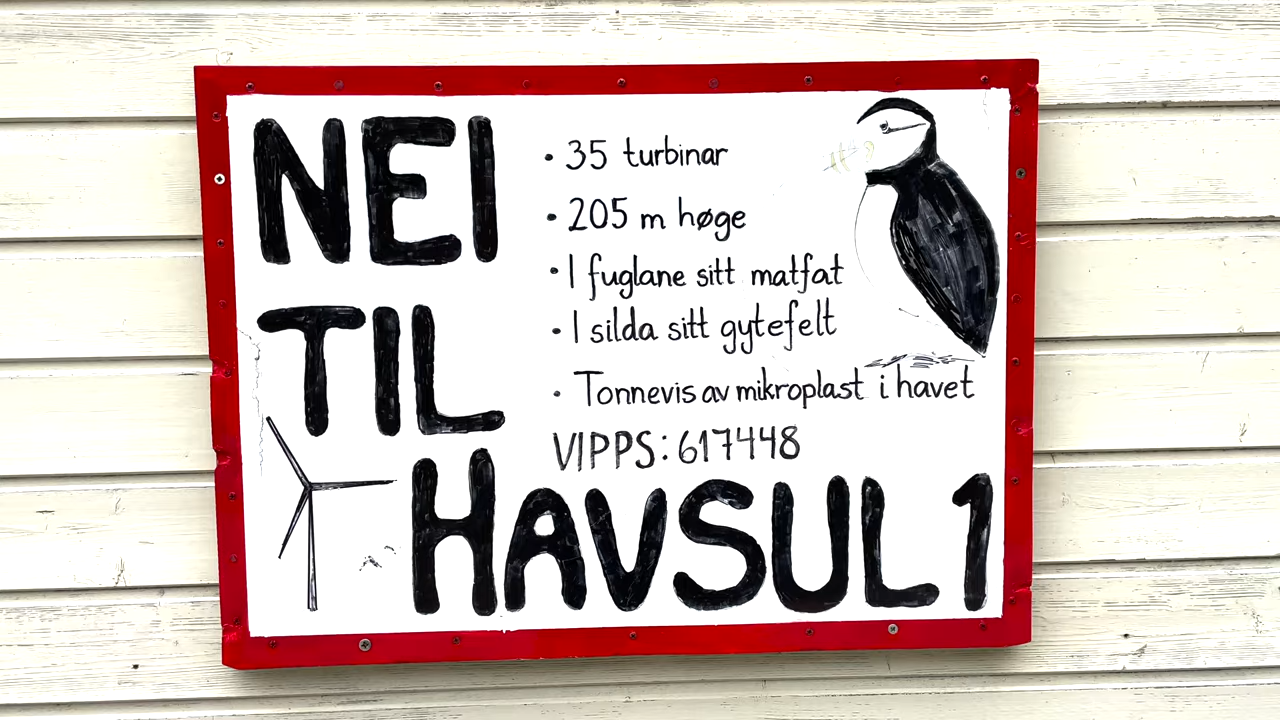 NEI
TIL
HAVSUL 1
• 35 turbinar
• 205 m høge
• I fuglane sitt matfat
• I silda sitt gytefelt
• Tonnevis av mikroplast i havet
VIPPS: 617448